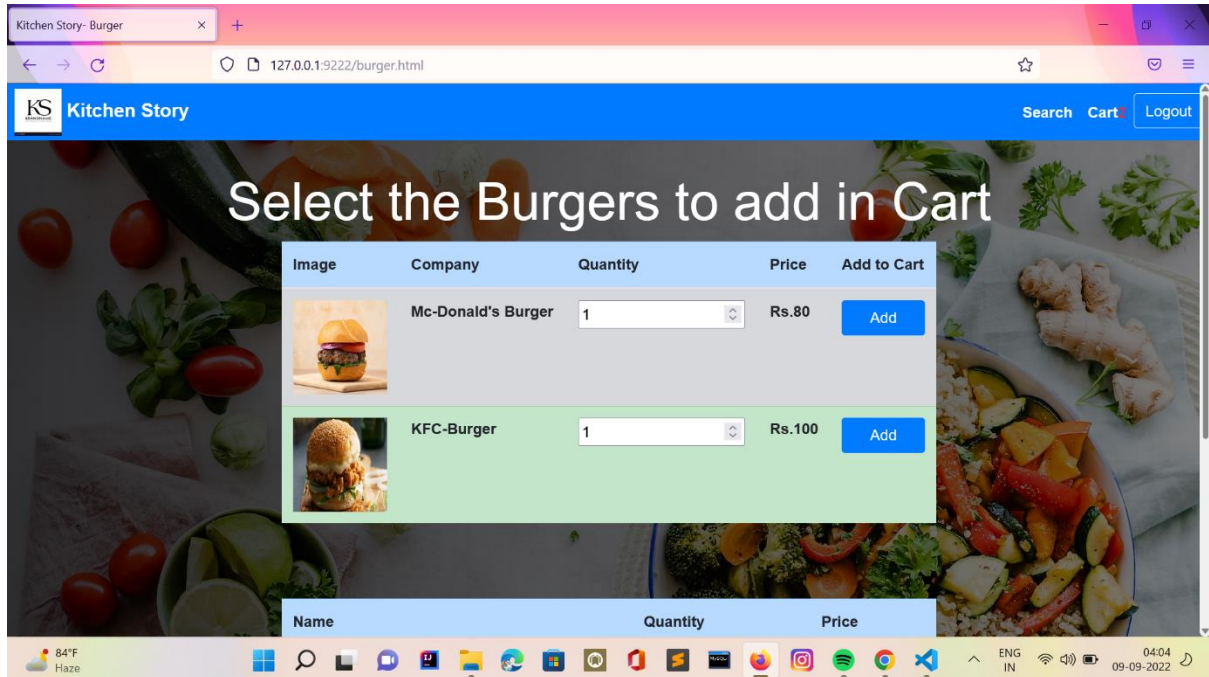 Kitchen Story- Burger
127.0.0.1:9222/burger.html
KS
Kitchen Story
Search Cart Logout
Select the Burgers to add in Cart
Image Company Quantity Price Add to Cart
Mc-Donald's Burger 1 Rs.80 Add
KFC-Burger 1 Rs.100 Add
Name Quantity Price
84°F
Haze
ENG
IN
04:04
09-09-2022